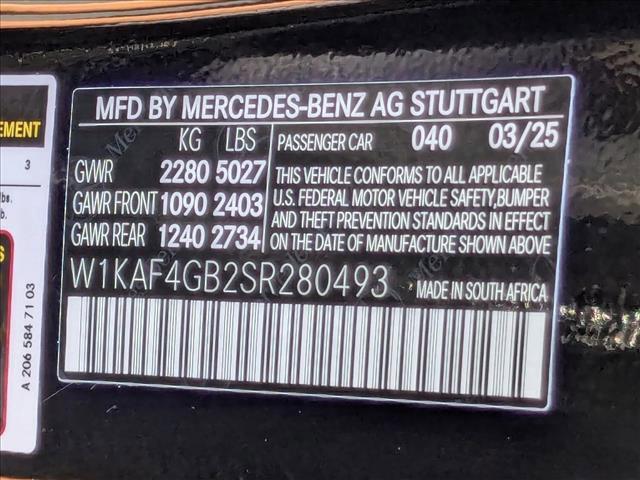 MFD BY MERCEDES-BENZ AG STUTTGART
KG LBS
GVWR 2280 5027
GAWR FRONT 1090 2403
GAWR REAR 1240 2734
PASSENGER CAR 040 03/25
THIS VEHICLE CONFORMS TO ALL APPLICABLE
U.S. FEDERAL MOTOR VEHICLE SAFETY,BUMPER
AND THEFT PREVENTION STANDARDS IN EFFECT
ON THE DATE OF MANUFACTURE SHOWN ABOVE
W1KAF4GB2SR280493
MADE IN SOUTH AFRICA
3
lbs.
A 206 584 71 03